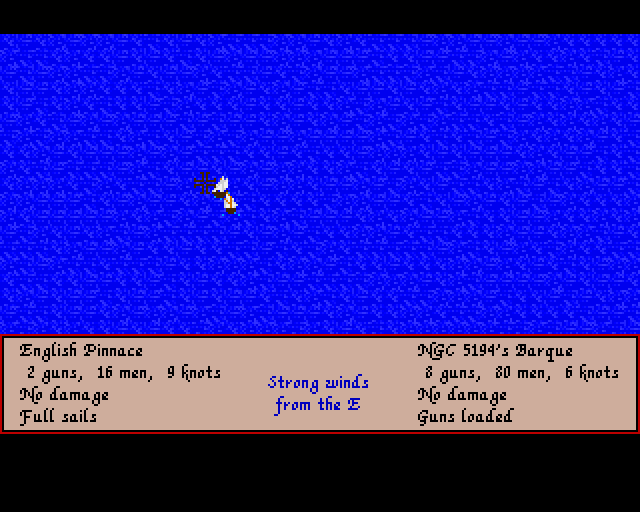 English Pinnace
2 guns, 16 men, 9 knots
No damage
Full sails
Strong winds
from the E
NGC 5194's Barque
8 guns, 80 men, 6 knots
No damage
Guns loaded